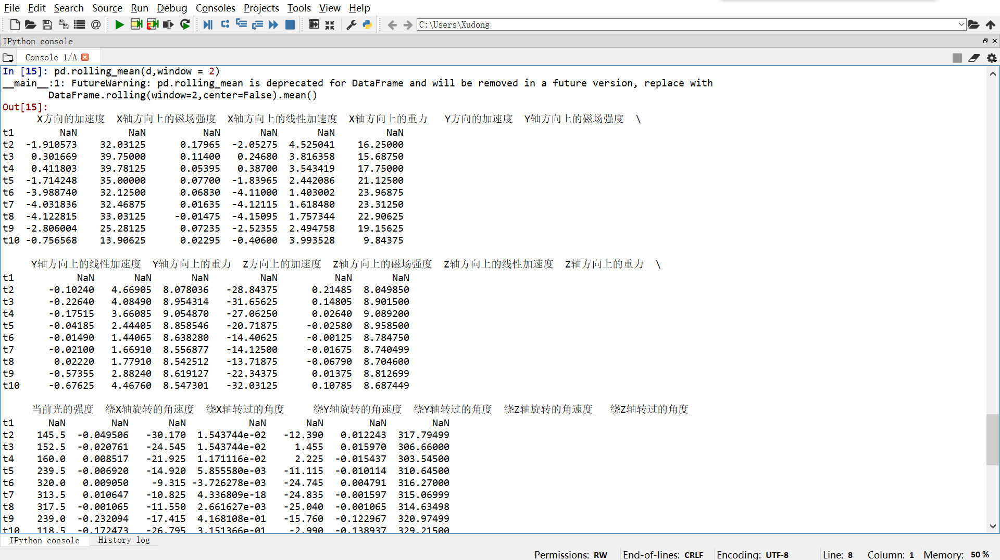 File Edit Search Source Run Debug Consoles Projects Tools View Help
C:\Users\Xudong
IPython console
Console 1/A
In [15]: pd.rolling_mean(d,window = 2)
__main__:1: FutureWarning: pd.rolling_mean is deprecated for DataFrame and will be removed in a future version, replace with
DataFrame.rolling(window=2,center=False).mean()
Out[15]:
X方向的加速度 X轴方向上的磁场强度 X轴方向上的线性加速度 X轴方向上的重力 Y方向的加速度 Y轴方向上的磁场强度 \
t1 NaN NaN NaN NaN NaN NaN
t2 -1.910573 32.03125 0.17965 -2.05275 4.525041 16.25000
t3 0.301669 39.75000 0.11400 0.24680 3.816358 15.68750
t4 0.411803 39.78125 0.05395 0.38700 3.543419 17.75000
t5 -1.714248 35.00000 0.07700 -1.83965 2.442086 21.12500
t6 -3.988740 32.12500 0.06830 -4.11000 1.403002 23.96875
t7 -4.031836 32.46875 0.01635 -4.12115 1.618480 23.31250
t8 -4.122815 33.03125 -0.01475 -4.15095 1.757344 22.90625
t9 -2.806004 25.28125 0.07235 -2.52355 2.494758 19.15625
t10 -0.756568 13.90625 0.02295 -0.40600 3.993528 9.84375
Y轴方向上的线性加速度 Y轴方向上的重力 Z方向上的加速度 Z轴方向上的磁场强度 Z轴方向上的线性加速度 Z轴方向上的重力 \
t1 NaN NaN NaN NaN NaN NaN
t2 -0.10240 4.66905 8.078036 -28.84375 0.21485 8.049850
t3 -0.22640 4.08490 8.954314 -31.65625 0.14805 8.901500
t4 -0.17515 3.66085 9.054870 -27.06250 0.02640 9.089200
t5 -0.04185 2.44405 8.858546 -20.71875 -0.02580 8.958500
t6 -0.01490 1.44065 8.638280 -14.40625 -0.00125 8.784750
t7 -0.02100 1.66910 8.556877 -14.12500 -0.01675 8.740499
t8 0.02220 1.77910 8.542512 -13.71875 -0.06790 8.704600
t9 -0.57355 2.88240 8.619127 -22.34375 0.01375 8.812699
t10 -0.67625 4.46760 8.547301 -32.03125 0.10785 8.687449
当前光的强度 绕X轴旋转的角速度 绕X轴转过的角度 绕Y轴旋转的角速度 绕Y轴转过的角度 绕Z轴旋转的角速度 绕Z轴转过的角度
t1 NaN NaN NaN NaN NaN NaN NaN
t2 145.5 -0.049506 -30.170 1.543744e-02 -12.390 0.012243 317.79499
t3 152.5 -0.020761 -24.545 1.543744e-02 1.455 0.015970 306.66000
t4 160.0 0.008517 -21.925 1.171116e-02 2.225 -0.015437 303.54500
t5 239.5 -0.006920 -14.920 5.855580e-03 -11.115 -0.010114 310.64500
t6 320.0 0.009050 -9.315 -3.726278e-03 -24.745 0.004791 316.27000
t7 313.5 0.010647 -10.825 4.336809e-18 -24.835 -0.001597 315.06999
t8 317.5 -0.001065 -11.550 2.661627e-03 -25.040 -0.001065 314.63498
t9 239.0 -0.232094 -17.415 4.168108e-01 -15.760 -0.122967 320.97499
t10 118.5 -0.172473 -26.795 3.151366e-01 -2.990 -0.138937 329.21500
IPython console History log
Permissions: RW End-of-lines: CRLF Encoding: UTF-8 Line: 8 Column: 1 Memory: 50 %